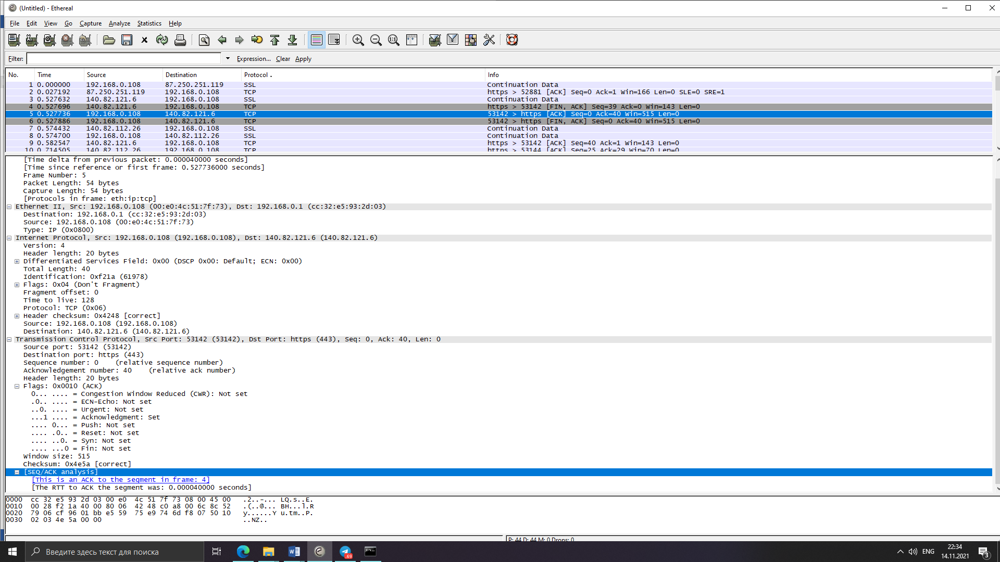 (Untitled) - Ethereal
File Edit View Go Capture Analyze Statistics Help
Filter: Expression... Clear Apply
No. Time Source Destination Protocol Info
1 0.000000 192.168.0.108 87.250.251.119 SSL Continuation Data
2 0.027192 87.250.251.119 192.168.0.108 TCP https > 52881 [ACK] Seq=0 Ack=1 Win=166 Len=0 SLE=0 SRE=1
3 0.527632 140.82.121.6 192.168.0.108 SSL Continuation Data
4 0.527696 140.82.121.6 192.168.0.108 TCP https > 53142 [FIN, ACK] Seq=39 Ack=0 Win=143 Len=0
5 0.527736 192.168.0.108 140.82.121.6 TCP 53142 > https [ACK] Seq=0 Ack=40 Win=515 Len=0
6 0.527886 192.168.0.108 140.82.121.6 TCP 53142 > https [FIN, ACK] Seq=0 Ack=40 Win=515 Len=0
7 0.574432 140.82.112.26 192.168.0.108 SSL Continuation Data
8 0.574700 192.168.0.108 140.82.112.26 SSL Continuation Data
9 0.582547 140.82.121.6 192.168.0.108 TCP https > 53142 [ACK] Seq=40 Ack=1 Win=143 Len=0
10 0.714505 140.82.112.26 192.168.0.108 TCP https > 53144 [ACK] Seq=25 Ack=29 Win=70 Len=0
[Time delta from previous packet: 0.000040000 seconds]
[Time since reference or first frame: 0.527736000 seconds]
Frame Number: 5
Packet Length: 54 bytes
Capture Length: 54 bytes
[Protocols in frame: eth:ip:tcp]
Ethernet II, Src: 192.168.0.108 (00:e0:4c:51:7f:73), Dst: 192.168.0.1 (cc:32:e5:93:2d:03)
Destination: 192.168.0.1 (cc:32:e5:93:2d:03)
Source: 192.168.0.108 (00:e0:4c:51:7f:73)
Type: IP (0x0800)
Internet Protocol, Src: 192.168.0.108 (192.168.0.108), Dst: 140.82.121.6 (140.82.121.6)
Version: 4
Header length: 20 bytes
Differentiated Services Field: 0x00 (DSCP 0x00: Default; ECN: 0x00)
Total Length: 40
Identification: 0xf21a (61978)
Flags: 0x04 (Don't Fragment)
Fragment offset: 0
Time to live: 128
Protocol: TCP (0x06)
Header checksum: 0x4248 [correct]
Source: 192.168.0.108 (192.168.0.108)
Destination: 140.82.121.6 (140.82.121.6)
Transmission Control Protocol, Src Port: 53142 (53142), Dst Port: https (443), Seq: 0, Ack: 40, Len: 0
Source port: 53142 (53142)
Destination port: https (443)
Sequence number: 0 (relative sequence number)
Acknowledgement number: 40 (relative ack number)
Header length: 20 bytes
Flags: 0x0010 (ACK)
0... .... = Congestion Window Reduced (CWR): Not set
.0.. .... = ECN-Echo: Not set
..0. .... = Urgent: Not set
...1 .... = Acknowledgment: Set
.... 0... = Push: Not set
.... .0.. = Reset: Not set
.... ..0. = Syn: Not set
.... ...0 = Fin: Not set
Window size: 515
Checksum: 0x4e5a [correct]
[SEQ/ACK analysis]
[This is an ACK to the segment in frame: 4]
[The RTT to ACK the segment was: 0.000040000 seconds]
0000 cc 32 e5 93 2d 03 00 e0 4c 51 7f 73 08 00 45 00 .2..-... LQ.s..E.
0010 00 28 f2 1a 40 00 80 06 42 48 c0 a8 00 6c 8c 52 .(..@... BH...l.R
0020 79 06 cf 96 01 bb e5 59 75 e9 74 6d f8 07 50 10 y......Y u.tm..P.
0030 02 03 4e 5a 00 00 ..NZ..
P: 44 D: 44 M: 0 Drops: 0
Введите здесь текст для поиска
.69
ENG
22:34
14.11.2021
3